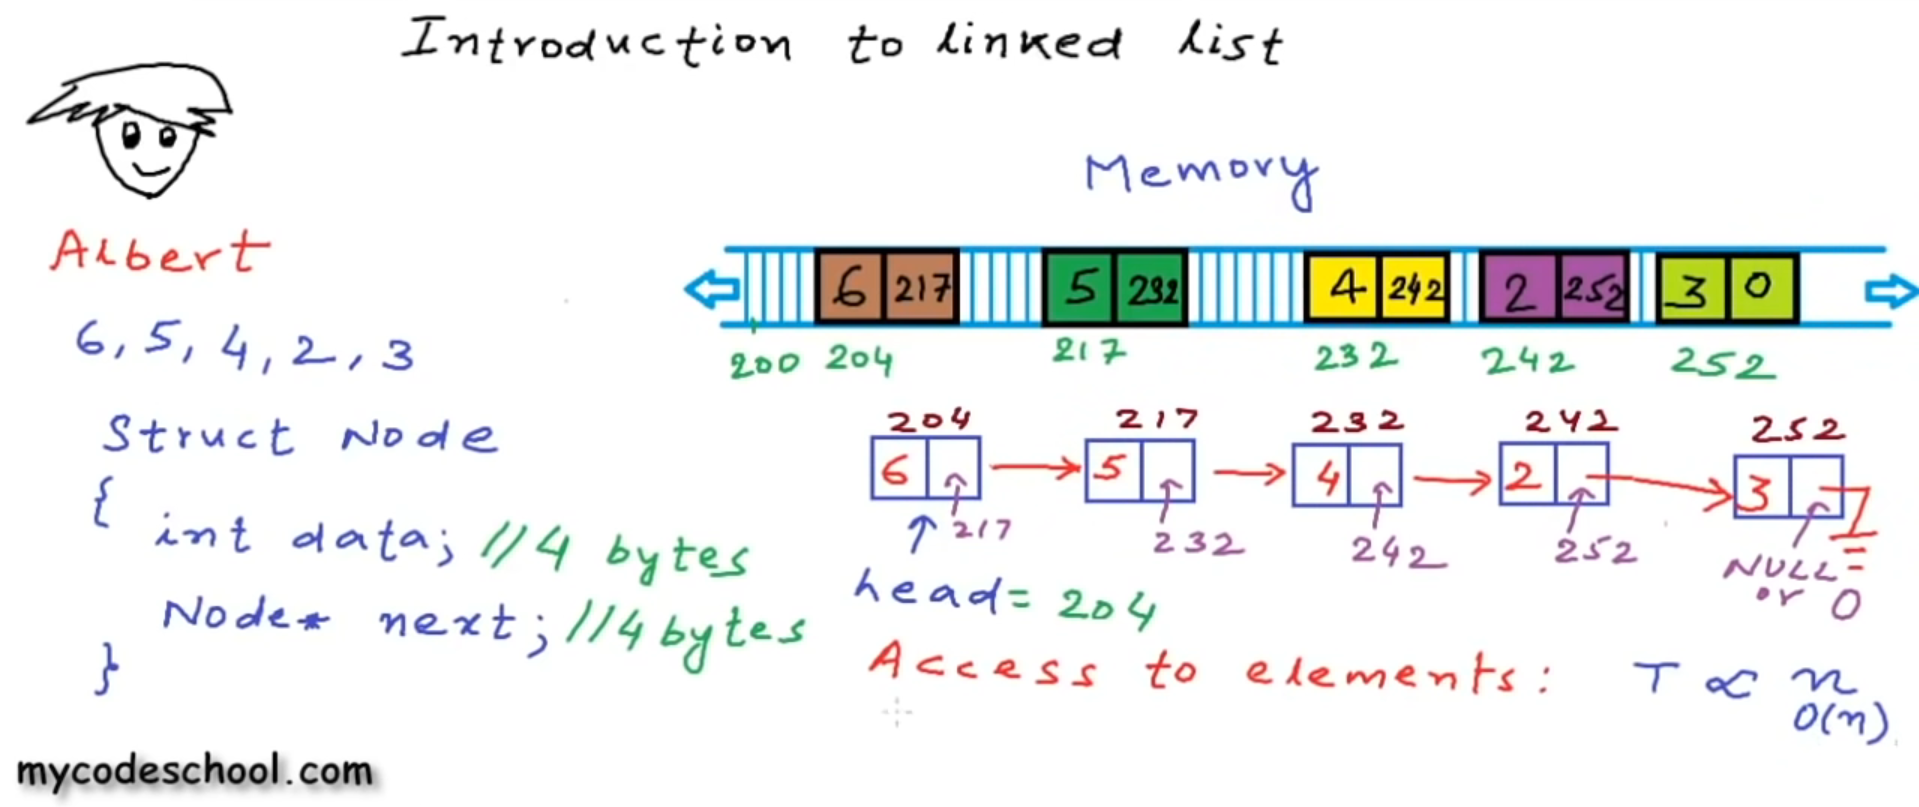 Introduction to linked list
Albert
6, 5, 4, 2, 3
Struct Node
{
int data; //4 bytes
Node* next; //4 bytes
}
mycodeschool.com
Memory
6 217 5 232 4 242 2 252 3 0
200 204 217 232 242 252
204 217 232 242 252
6 5 4 2 3
217 232 242 252 NULL
or 0
head = 204
Access to elements: T ∝ n
O(n)